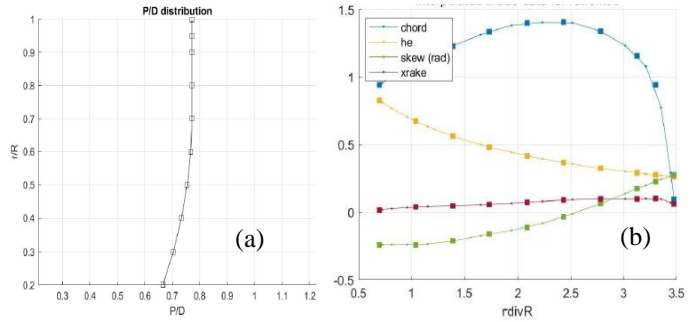 P/D distribution
1
0.9
0.8
0.7
0.6
0.5
0.4
0.3
0.2
r/R
0.3 0.4 0.5 0.6 0.7 0.8 0.9 1 1.1 1.2
P/D
(a)
1.5
1
0.5
0
-0.5
chord
he
skew (rad)
xrake
0.5 1 1.5 2 2.5 3 3.5
rdivR
(b)